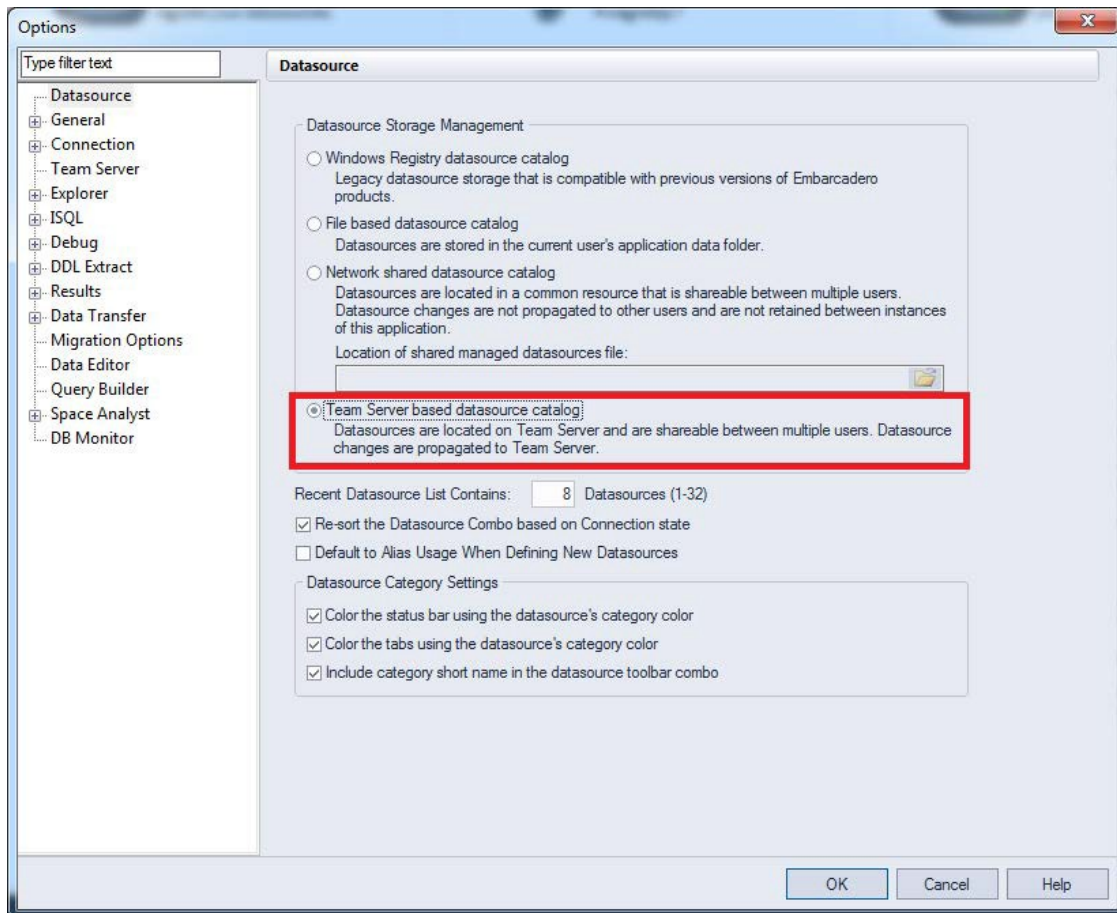 Options
Type filter text
Datasource
Datasource
General
Connection
Team Server
Explorer
ISQL
Debug
DDL Extract
Results
Data Transfer
Migration Options
Data Editor
Query Builder
Space Analyst
DB Monitor
Datasource Storage Management
Windows Registry datasource catalog
Legacy datasource storage that is compatible with previous versions of Embarcadero
products.
File based datasource catalog
Datasources are stored in the current user's application data folder.
Network shared datasource catalog
Datasources are located in a common resource that is shareable between multiple users.
Datasource changes are not propagated to other users and are not retained between instances
of this application.
Location of shared managed datasources file:
Team Server based datasource catalog
Datasources are located on Team Server and are shareable between multiple users. Datasource
changes are propagated to Team Server.
Recent Datasource List Contains: 8 Datasources (1-32)
Re-sort the Datasource Combo based on Connection state
Default to Alias Usage When Defining New Datasources
Datasource Category Settings
Color the status bar using the datasource's category color
Color the tabs using the datasource's category color
Include category short name in the datasource toolbar combo
OK Cancel Help